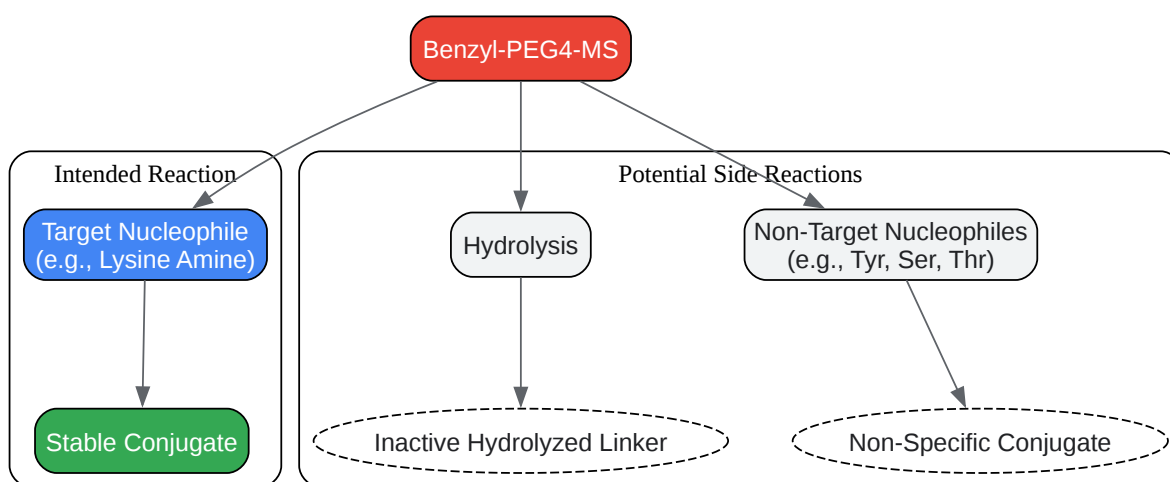 Benzyl-PEG4-MS
Intended Reaction
Potential Side Reactions
Target Nucleophile
(e.g., Lysine Amine)
Hydrolysis
Non-Target Nucleophiles
(e.g., Tyr, Ser, Thr)
Stable Conjugate
Inactive Hydrolyzed Linker
Non-Specific Conjugate